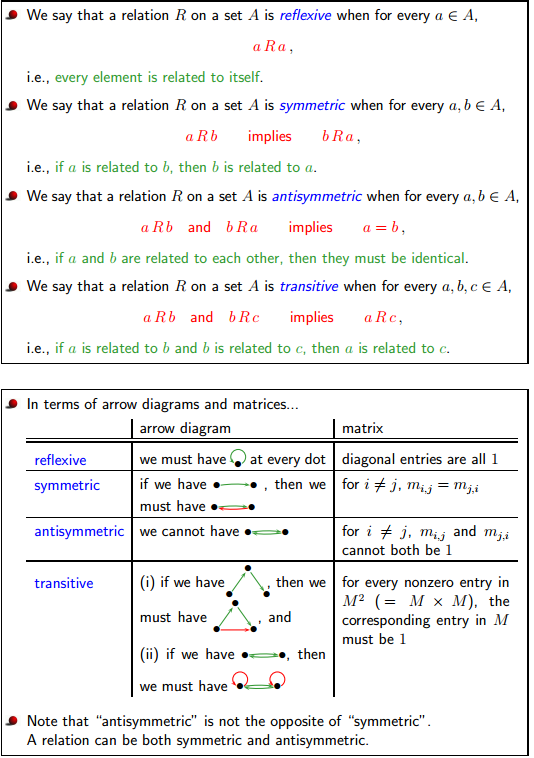 We say that a relation R on a set A is reflexive when for every a ∈ A,
a R a ,
i.e., every element is related to itself.
We say that a relation R on a set A is symmetric when for every a, b ∈ A,
a R b implies b R a ,
i.e., if a is related to b, then b is related to a.
We say that a relation R on a set A is antisymmetric when for every a, b ∈ A,
a R b and b R a implies a = b ,
i.e., if a and b are related to each other, then they must be identical.
We say that a relation R on a set A is transitive when for every a, b, c ∈ A,
a R b and b R c implies a R c ,
i.e., if a is related to b and b is related to c, then a is related to c.
In terms of arrow diagrams and matrices...
arrow diagram matrix
reflexive we must have at every dot diagonal entries are all 1
symmetric if we have , then we for i ≠ j, m_{i,j} = m_{j,i}
must have
antisymmetric we cannot have for i ≠ j, m_{i,j} and m_{j,i}
cannot both be 1
transitive (i) if we have , then we for every nonzero entry in
M² (= M × M), the
must have , and corresponding entry in M
must be 1
(ii) if we have , then
we must have
Note that “antisymmetric” is not the opposite of “symmetric”.
A relation can be both symmetric and antisymmetric.